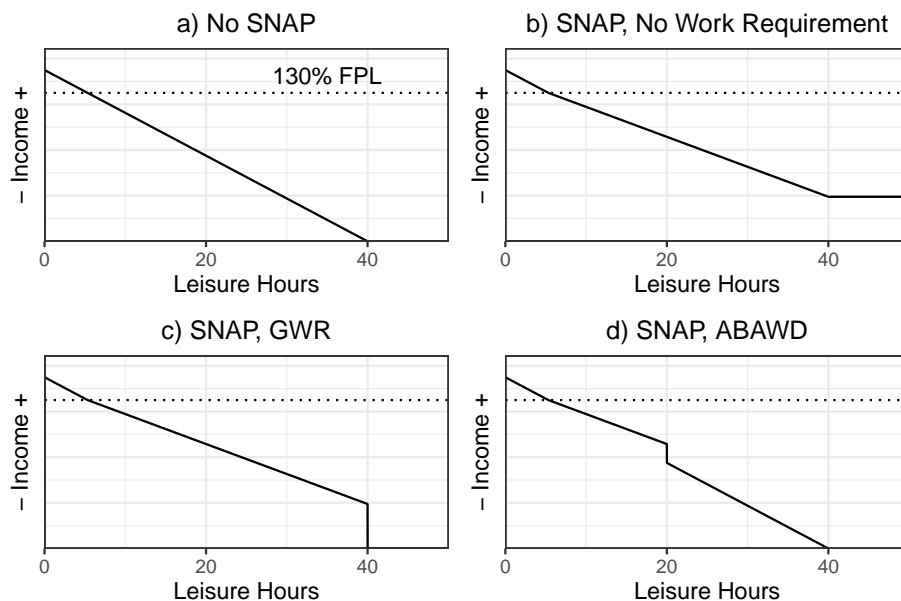 a) No SNAP
130% FPL
− Income +
0
20
40
Leisure Hours
b) SNAP, No Work Requirement
− Income +
0
20
40
Leisure Hours
c) SNAP, GWR
− Income +
0
20
40
Leisure Hours
d) SNAP, ABAWD
− Income +
0
20
40
Leisure Hours